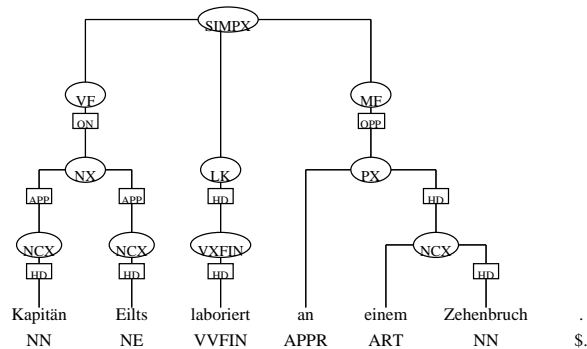 SIMPX
VF MF
ON OPP
NX LK PX
APP APP HD HD
NCX NCX VXFIN NCX
HD HD HD HD
Kapitän Eilts laboriert an einem Zehenbruch .
NN NE VVFIN APPR ART NN $.